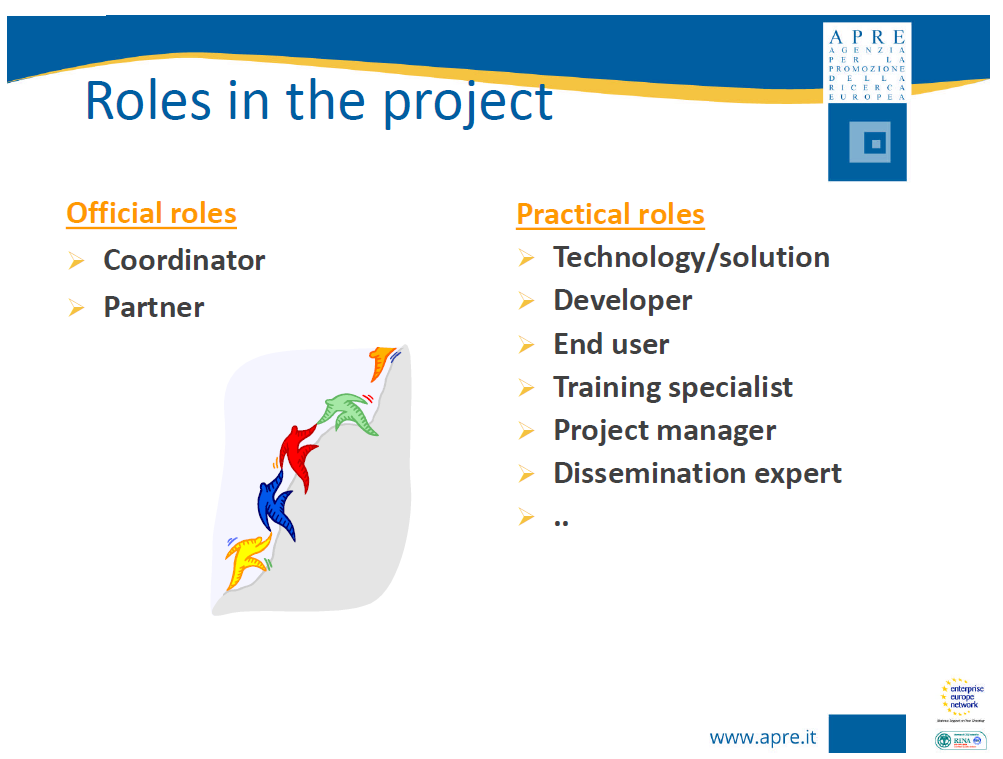 APRE
AGENZIA
PER LA
PROMOZIONE
DELLA
RICERCA
EUROPEA
Roles in the project
Official roles
Coordinator
Partner
Practical roles
Technology/solution
Developer
End user
Training specialist
Project manager
Dissemination expert
..
www.apre.it
enterprise
europe
network
RINA